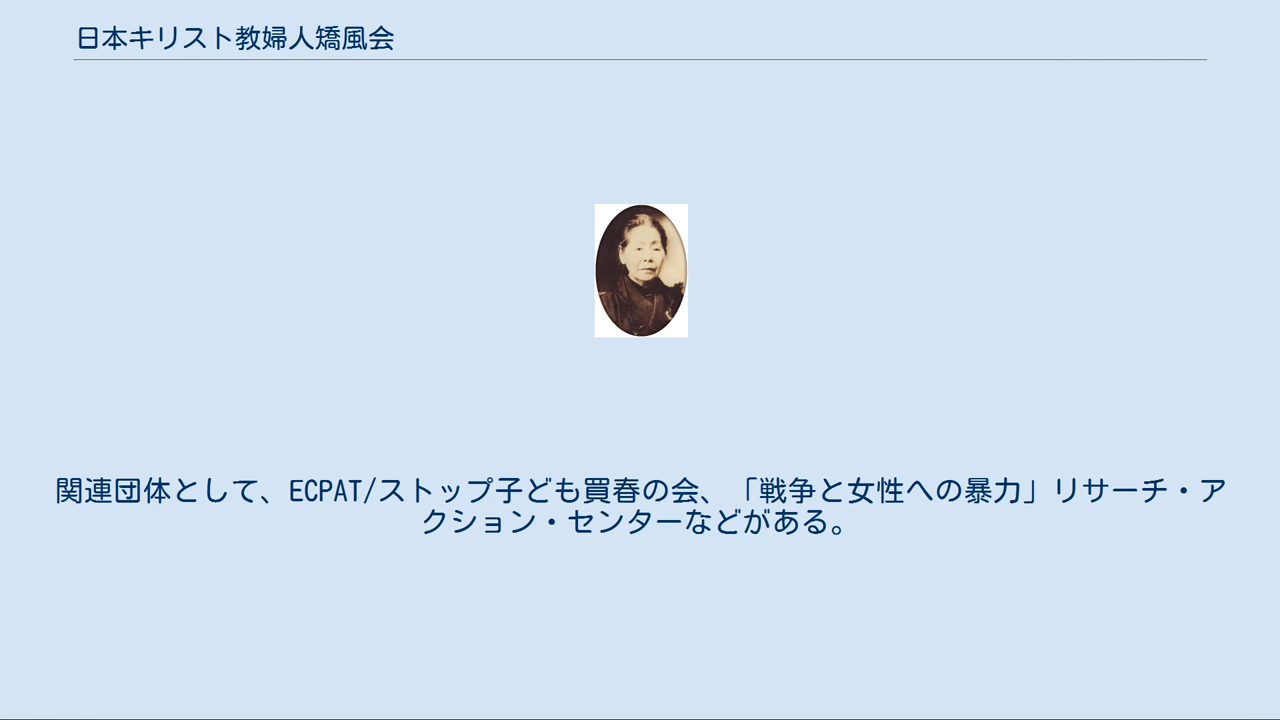 日本キリスト教婦人矯風会
関連団体として、ECPAT/ストップ子ども買春の会、「戦争と女性への暴力」リサーチ・ア
クション・センターなどがある。